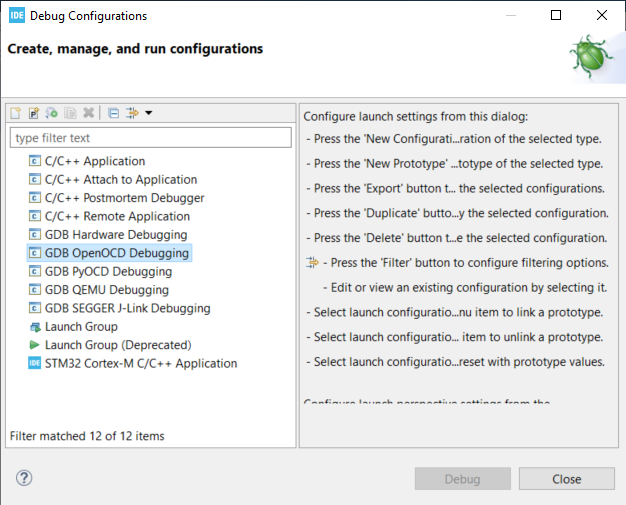 IDE Debug Configurations
Create, manage, and run configurations
type filter text
C/C++ Application
C/C++ Attach to Application
C/C++ Postmortem Debugger
C/C++ Remote Application
GDB Hardware Debugging
GDB OpenOCD Debugging
GDB PyOCD Debugging
GDB QEMU Debugging
GDB SEGGER J-Link Debugging
Launch Group
Launch Group (Deprecated)
IDE STM32 Cortex-M C/C++ Application
Filter matched 12 of 12 items
Configure launch settings from this dialog:
- Press the 'New Configurati...ration of the selected type.
- Press the 'New Prototype' ...totype of the selected type.
- Press the 'Export' button t... the selected configurations.
- Press the 'Duplicate' butto...y the selected configuration.
- Press the 'Delete' button t...e the selected configuration.
- Press the 'Filter' button to configure filtering options.
- Edit or view an existing configuration by selecting it.
- Select launch configuratio...nu item to link a prototype.
- Select launch configuratio... item to unlink a prototype.
- Select launch configuratio...reset with prototype values.
Configure launch perspective settings from the
Debug
Close